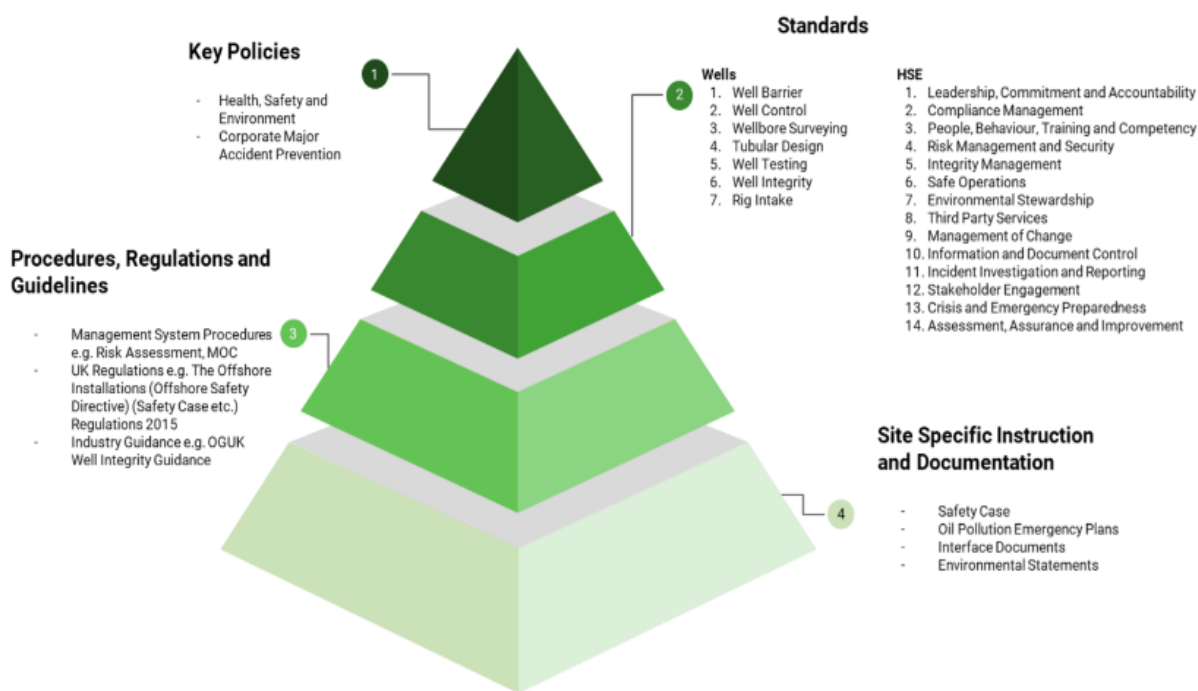 Key Policies
1
- Health, Safety and
Environment
- Corporate Major
Accident Prevention
Standards
2
Wells
1. Well Barrier
2. Well Control
3. Wellbore Surveying
4. Tubular Design
5. Well Testing
6. Well Integrity
7. Rig Intake
HSE
1. Leadership, Commitment and Accountability
2. Compliance Management
3. People, Behaviour, Training and Competency
4. Risk Management and Security
5. Integrity Management
6. Safe Operations
7. Environmental Stewardship
8. Third Party Services
9. Management of Change
10. Information and Document Control
11. Incident Investigation and Reporting
12. Stakeholder Engagement
13. Crisis and Emergency Preparedness
14. Assessment, Assurance and Improvement
Procedures, Regulations and
Guidelines
3
- Management System Procedures
e.g. Risk Assessment, MOC
- UK Regulations e.g. The Offshore
Installations (Offshore Safety
Directive) (Safety Case etc.)
Regulations 2015
- Industry Guidance e.g. OGUK
Well Integrity Guidance
Site Specific Instruction
and Documentation
4
- Safety Case
- Oil Pollution Emergency Plans
- Interface Documents
- Environmental Statements